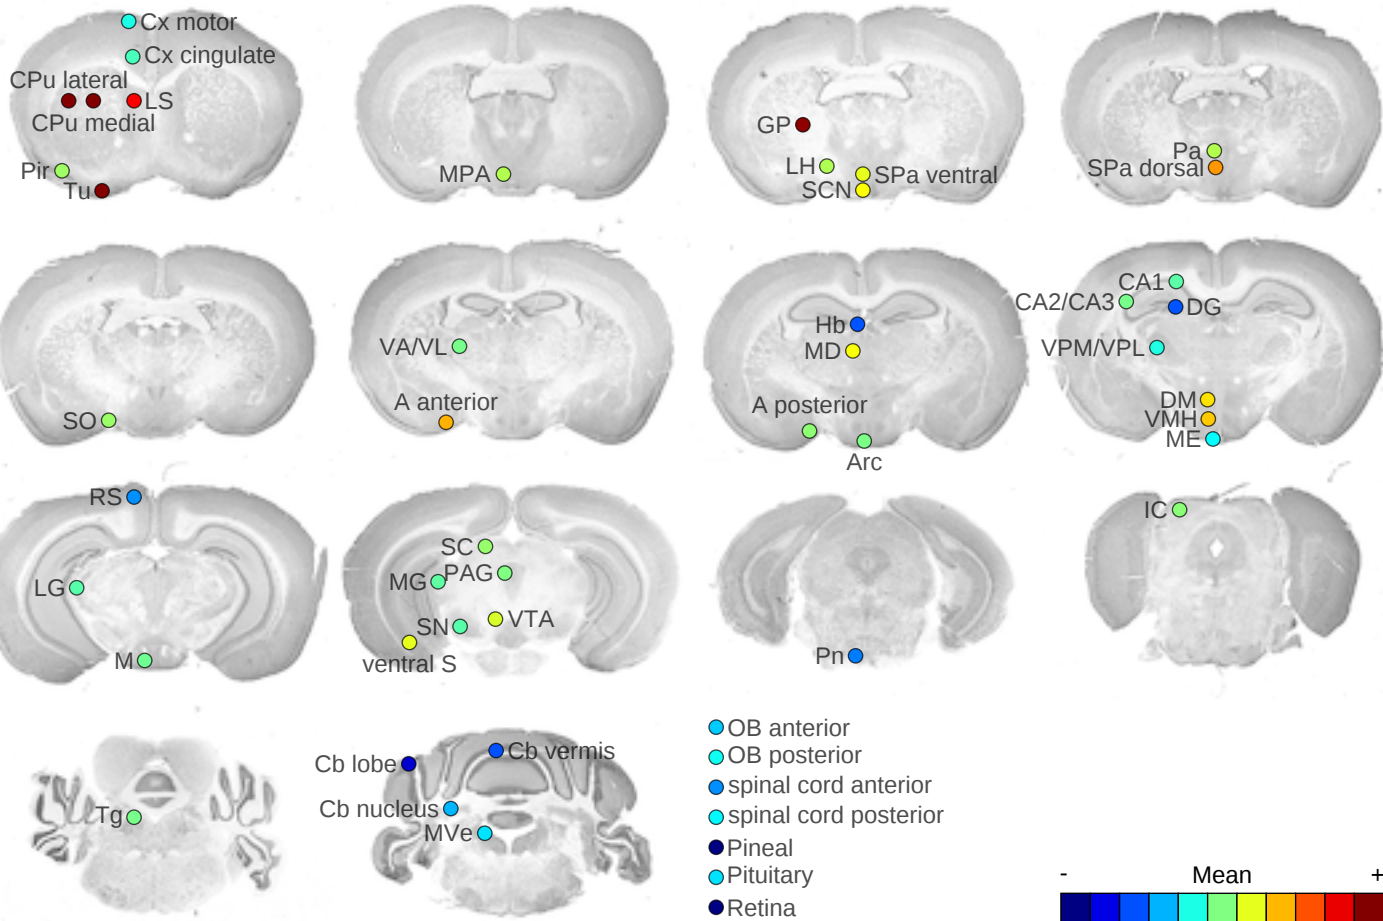 Cx motor
Cx cingulate
CPu lateral
LS
CPu medial
Pir
Tu
MPA
GP
LH
SPa ventral
SCN
Pa
SPa dorsal
SO
VA/VL
A anterior
Hb
MD
A posterior
Arc
CA1
CA2/CA3
DG
VPM/VPL
DM
VMH
ME
RS
LG
M
SC
MG
PAG
SN
VTA
ventral S
Pn
IC
Tg
Cb lobe
Cb vermis
Cb nucleus
MVe
OB anterior
OB posterior
spinal cord anterior
spinal cord posterior
Pineal
Pituitary
Retina
- Mean +